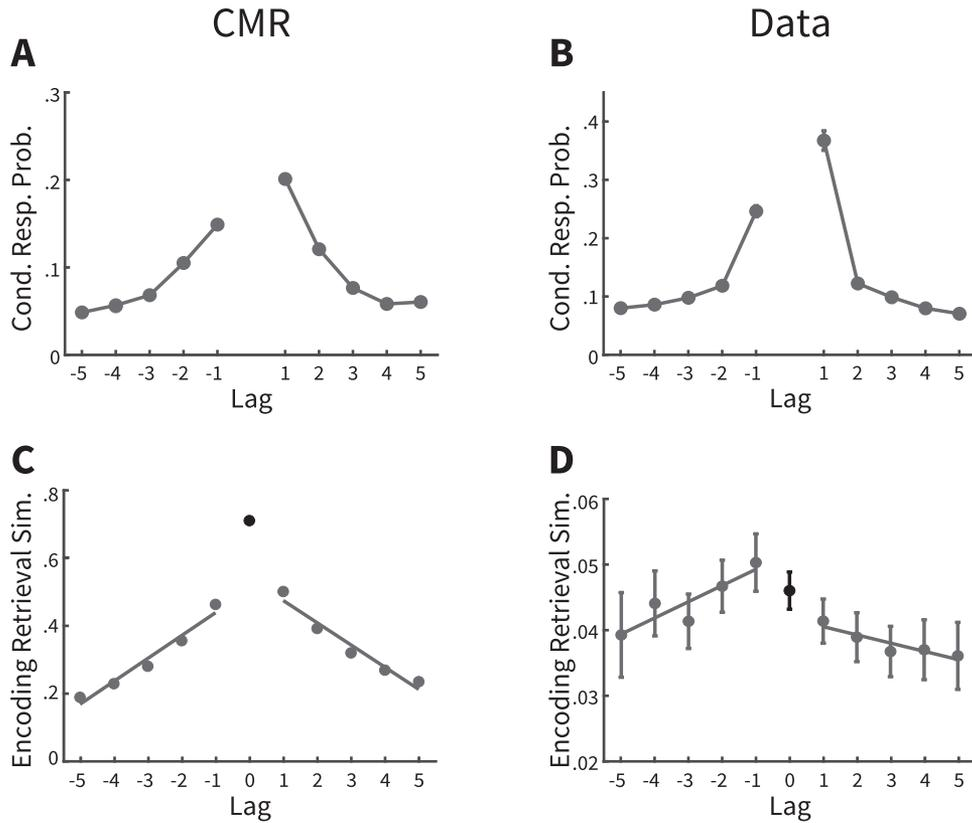 CMR
Data
A
B
Cond. Resp. Prob.
.3
.2
.1
0
-5 -4 -3 -2 -1 1 2 3 4 5
Lag
Cond. Resp. Prob.
.4
.3
.2
.1
0
-5 -4 -3 -2 -1 1 2 3 4 5
Lag
C
D
Encoding Retrieval Sim.
.8
.6
.4
.2
0
-5 -4 -3 -2 -1 0 1 2 3 4 5
Lag
Encoding Retrieval Sim.
.06
.05
.04
.03
.02
-5 -4 -3 -2 -1 0 1 2 3 4 5
Lag